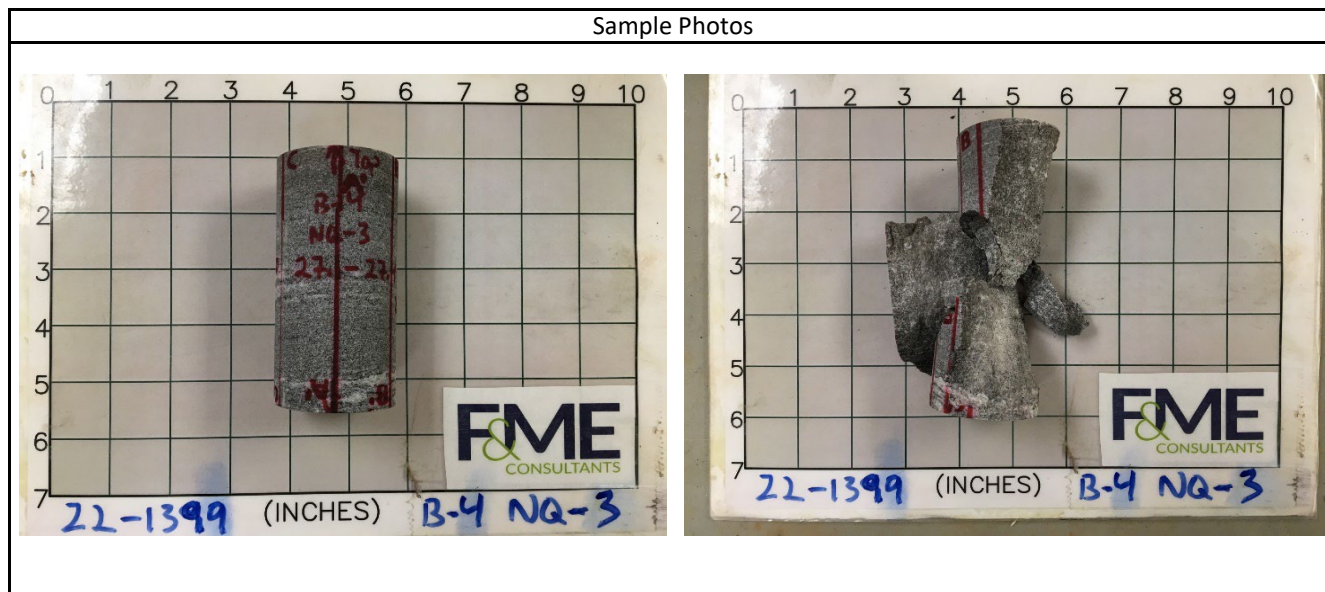 Sample Photos
0 1 2 3 4 5 6 7 8 9 10
1
2
3
4
5
6
7
C TOP
B-4
NQ-3
A B
F&ME
CONSULTANTS
22-1399 (INCHES) B-4 NQ-3
0 1 2 3 4 5 6 7 8 9 10
1
2
3
4
5
6
7
B
F&ME
CONSULTANTS
22-1399 (INCHES) B-4 NQ-3